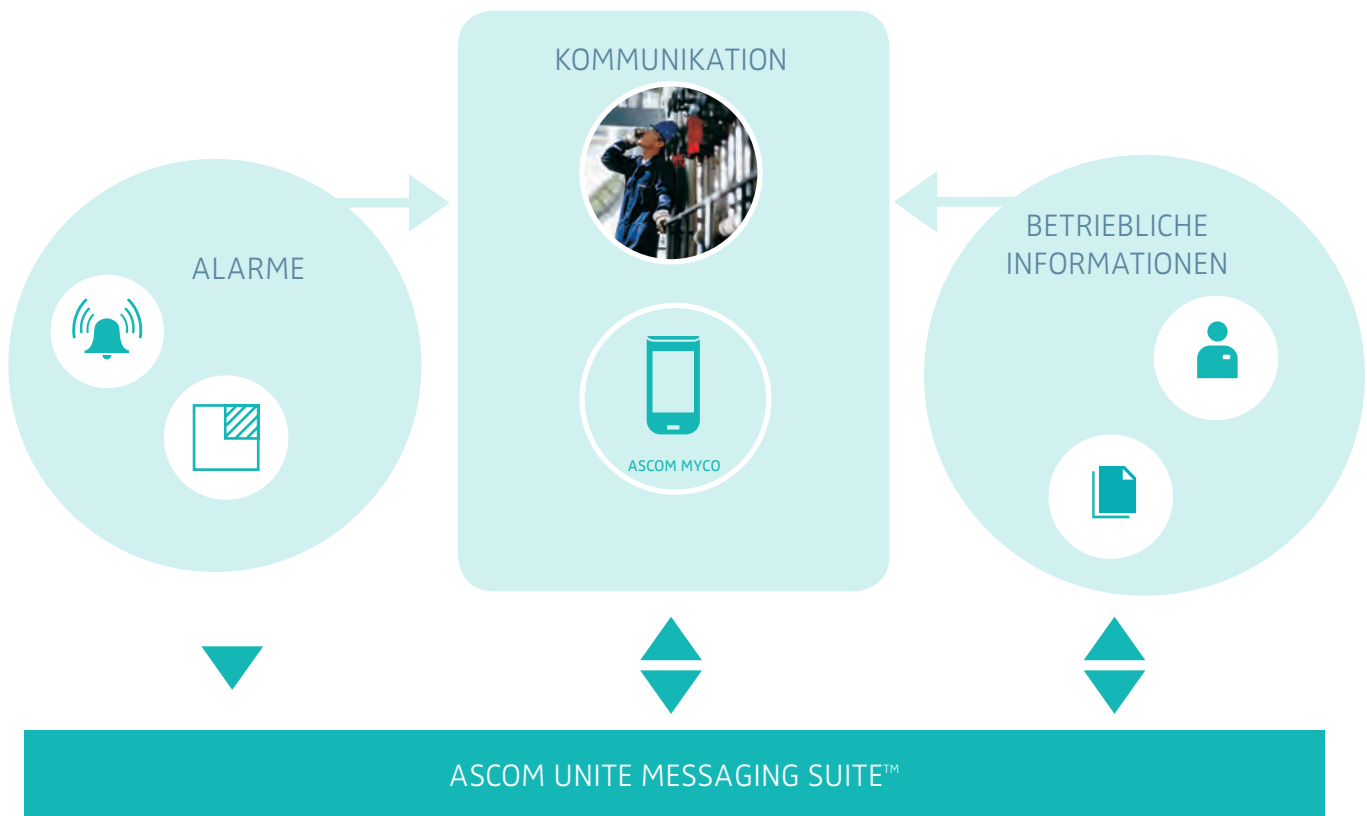 KOMMUNIKATION
ALARME
BETRIEBLICHE
INFORMATIONEN
ASCOM MYCO
ASCOM UNITE MESSAGING SUITE™